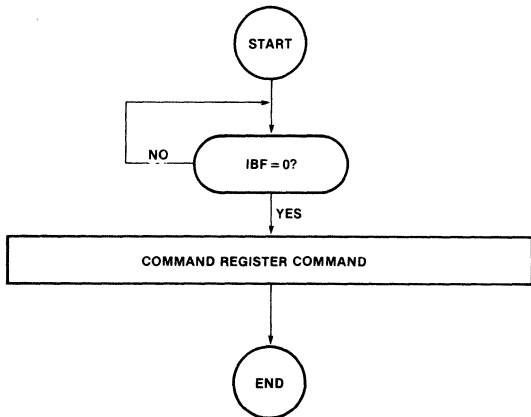 START
NO
IBF = 0?
YES
COMMAND REGISTER COMMAND
END